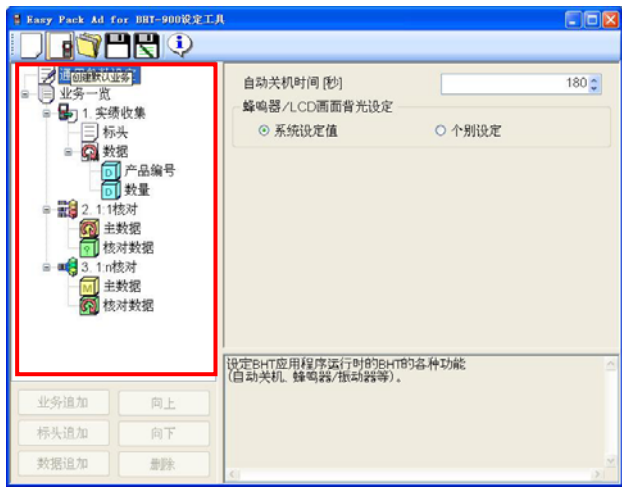 Easy Pack Ad for BHT-900设定工具
创建默认业务
业务一览
1. 实绩收集
标头
数据
产品编号
数量
2. 1:1核对
主数据
核对数据
3. 1:n核对
主数据
核对数据
自动关机时间[秒]
180
蜂鸣器/LCD画面背光设定
系统设定值
个别设定
设定BHT应用程序运行时的BHT的各种功能
(自动关机、蜂鸣器/振动器等)。
业务追加
向上
标头追加
向下
数据追加
删除